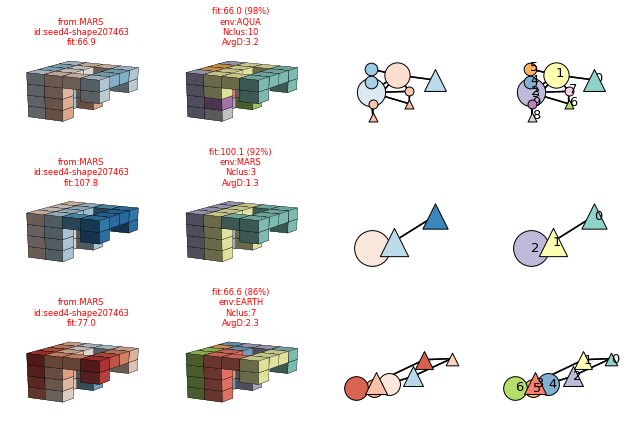 from:MARS
id:seed4-shape207463
fit:66.9
fit:66.0 (98%)
env:AQUA
Nclus:10
AvgD:3.2
5
1
0
4
7
2
9
6
8
from:MARS
id:seed4-shape207463
fit:107.8
fit:100.1 (92%)
env:MARS
Nclus:3
AvgD:1.3
0
1
2
from:MARS
id:seed4-shape207463
fit:77.0
fit:66.6 (86%)
env:EARTH
Nclus:7
AvgD:2.3
1
0
2
6
5
4